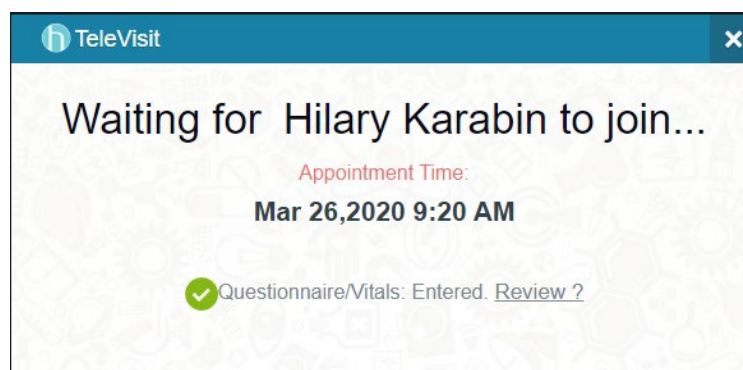 TeleVisit
Waiting for Hilary Karabin to join...
Appointment Time:
Mar 26,2020 9:20 AM
Questionnaire/Vitals: Entered. Review ?